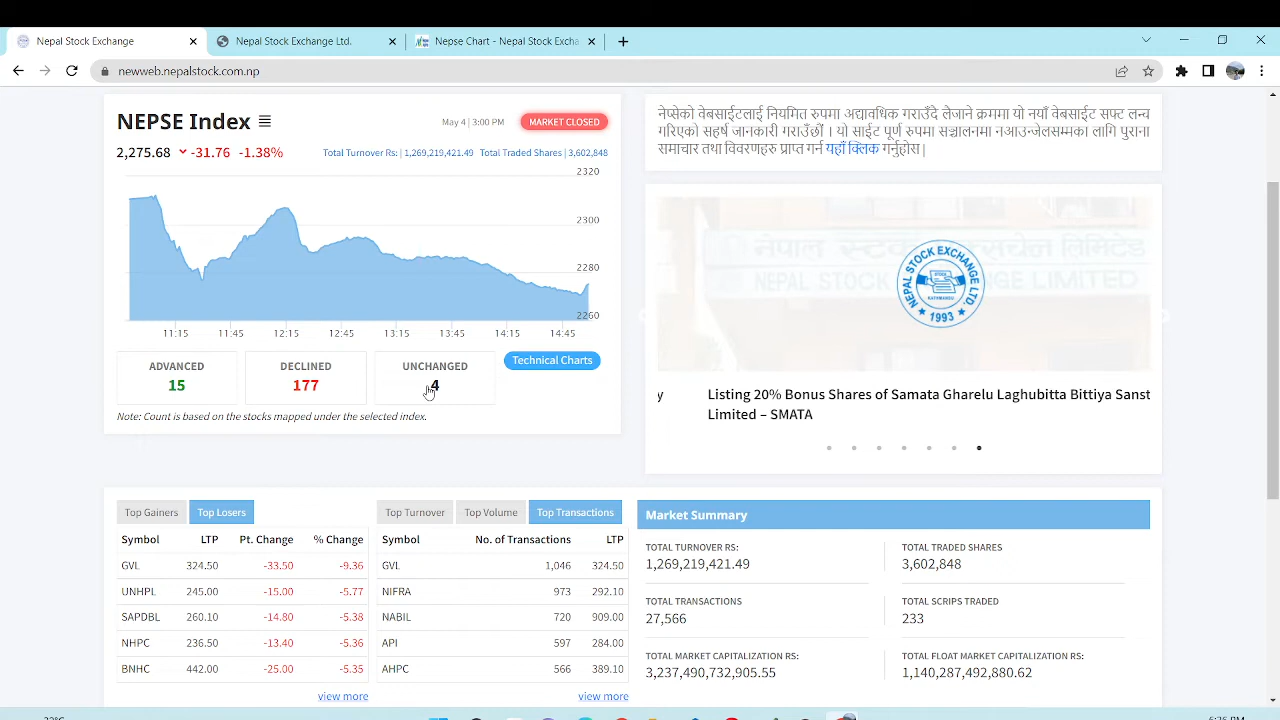 Nepal Stock Exchange
Nepal Stock Exchange Ltd.
Nepse Chart - Nepal Stock Excha
newweb.nepalstock.com.np
NEPSE Index
May 4 | 3:00 PM
MARKET CLOSED
2,275.68 -31.76 -1.38%
Total Turnover Rs: | 1,269,219,421.49 Total Traded Shares | 3,602,848
2320
2300
2280
2260
11:15 11:45 12:15 12:45 13:15 13:45 14:15 14:45
ADVANCED
15
DECLINED
177
UNCHANGED
4
Technical Charts
Note: Count is based on the stocks mapped under the selected index.
नेप्सेको वेबसाईटलाई नियमित रुपमा अद्यावधिक गराउँदै लैजाने क्रममा यो नयाँ वेबसाईट सफ्ट लन्च
गरिएको सहर्ष जानकारी गराउँछौं । यो साईट पूर्ण रुपमा सञ्चालनमा नआउन्जेलसम्मको लागि पुराना
समाचार तथा विवरणहरु प्राप्त गर्न यहाँ क्लिक गर्नुहोस |
नेपाल स्टक एक्सचेन्ज लिमिटेड
NEPAL STOCK EXCHANGE LIMITED
NEPAL STOCK EXCHANGE LTD.
KATHMANDU
1993
y
Listing 20% Bonus Shares of Samata Gharelu Laghubitta Bittiya Sanst
Limited – SMATA
Top Gainers Top Losers
Symbol LTP Pt. Change % Change
GVL 324.50 -33.50 -9.36
UNHPL 245.00 -15.00 -5.77
SAPDBL 260.10 -14.80 -5.38
NHPC 236.50 -13.40 -5.36
BNHC 442.00 -25.00 -5.35
view more
Top Turnover Top Volume Top Transactions
Symbol No. of Transactions LTP
GVL 1,046 324.50
NIFRA 973 292.10
NABIL 720 909.00
API 597 284.00
AHPC 566 389.10
view more
Market Summary
TOTAL TURNOVER RS:
1,269,219,421.49
TOTAL TRADED SHARES
3,602,848
TOTAL TRANSACTIONS
27,566
TOTAL SCRIPS TRADED
233
TOTAL MARKET CAPITALIZATION RS:
3,237,490,732,905.55
TOTAL FLOAT MARKET CAPITALIZATION RS:
1,140,287,492,880.62